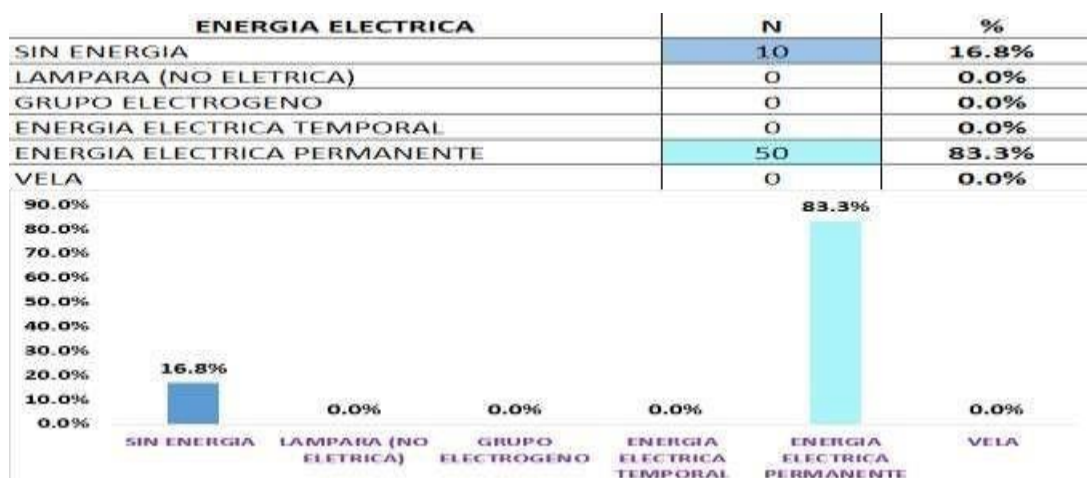 ENERGIA ELECTRICA N %
SIN ENERGIA 10 16.8%
LAMPARA (NO ELETRICA) 0 0.0%
GRUPO ELECTROGENO 0 0.0%
ENERGIA ELECTRICA TEMPORAL 0 0.0%
ENERGIA ELECTRICA PERMANENTE 50 83.3%
VELA 0 0.0%
90.0%
80.0%
70.0%
60.0%
50.0%
40.0%
30.0%
20.0%
10.0%
0.0%
16.8%
0.0%
0.0%
0.0%
83.3%
0.0%
SIN ENERGIA
LAMPARA (NO
ELETRICA)
GRUPO
ELECTROGENO
ENERGIA
ELECTRICA
TEMPORAL
ENERGIA
ELECTRICA
PERMANENTE
VELA